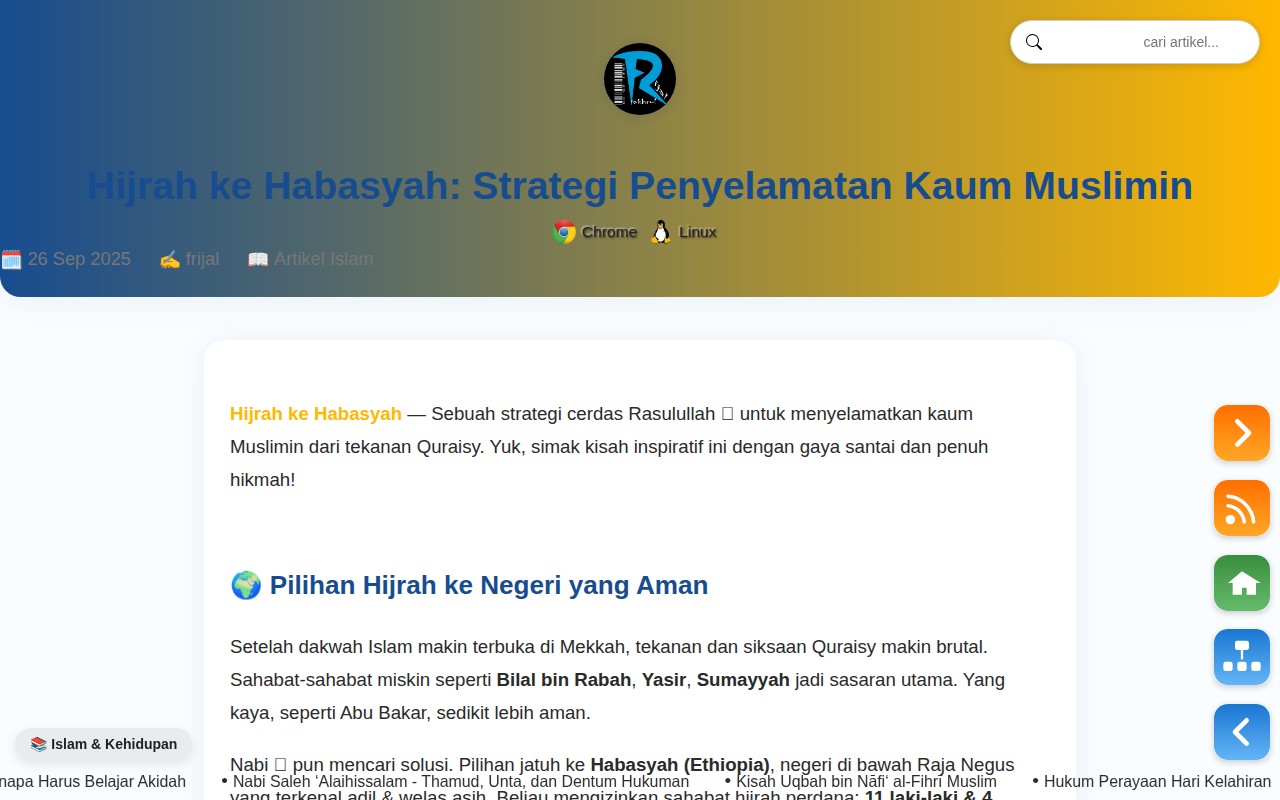 cari artikel...
Hijrah ke Habasyah: Strategi Penyelamatan Kaum Muslimin
Chrome Linux
26 Sep 2025 frijal Artikel Islam
Hijrah ke Habasyah — Sebuah strategi cerdas Rasulullah untuk menyelamatkan kaum
Muslimin dari tekanan Quraisy. Yuk, simak kisah inspiratif ini dengan gaya santai dan penuh
hikmah!
🌍 Pilihan Hijrah ke Negeri yang Aman
Setelah dakwah Islam makin terbuka di Mekkah, tekanan dan siksaan Quraisy makin brutal.
Sahabat-sahabat miskin seperti Bilal bin Rabah, Yasir, Sumayyah jadi sasaran utama. Yang
kaya, seperti Abu Bakar, sedikit lebih aman.
Nabi pun mencari solusi. Pilihan jatuh ke Habasyah (Ethiopia), negeri di bawah Raja Negus
yang terkenal adil & welas asih. Beliau mengizinkan sahabat hijrah perdana: 11 laki-laki & 4
📚 Islam & Kehidupan
napa Harus Belajar Akidah • Nabi Saleh ‘Alaihissalam - Thamud, Unta, dan Dentum Hukuman • Kisah Uqbah bin Nāfi‘ al-Fihri Muslim • Hukum Perayaan Hari Kelahiran